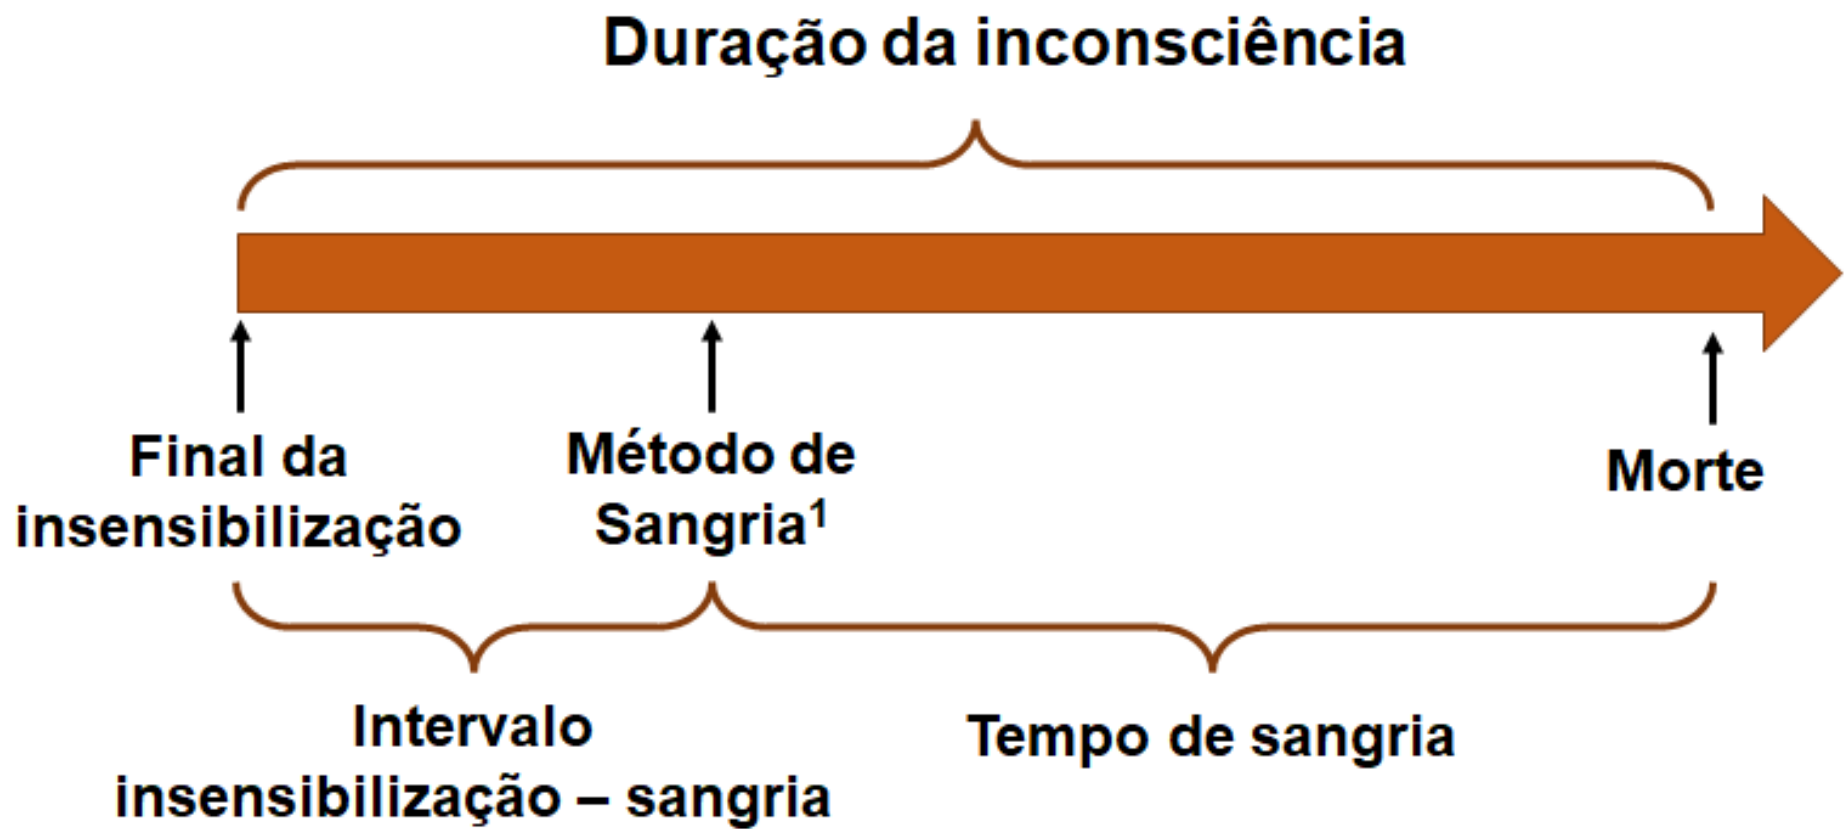 Duração da inconsciência
Final da
insensibilização
Método de
Sangria¹
Morte
Intervalo
insensibilização – sangria
Tempo de sangria